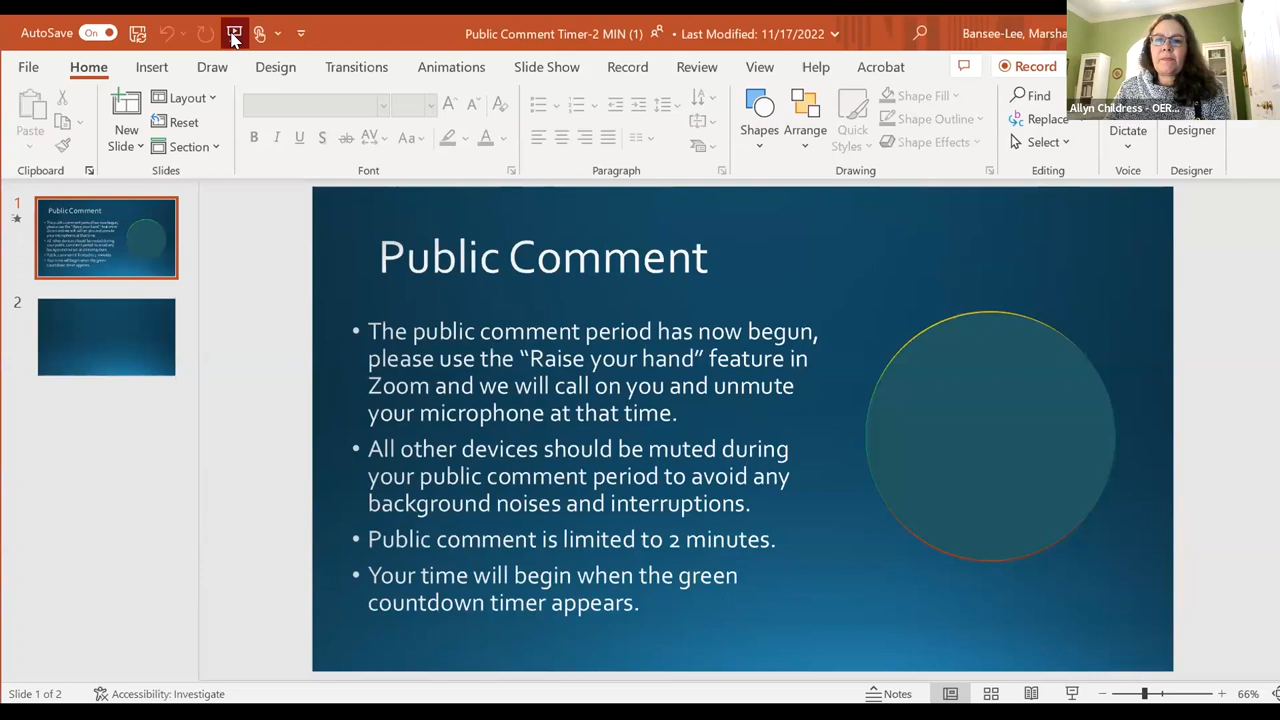 AutoSave On
Public Comment Timer-2 MIN (1) • Last Modified: 11/17/2022
Bansee-Lee, Marsha
File Home Insert Draw Design Transitions Animations Slide Show Record Review View Help Acrobat Record
Allyn Childress - OER...
Paste
New Slide
Layout
Reset
Section
B I U S ab AV Aa A A A
Shapes
Arrange
Quick Styles
Shape Fill
Shape Outline
Shape Effects
Find
Replace
Select
Dictate
Designer
Clipboard Slides Font Paragraph Drawing Editing Voice Designer
1
Public Comment
2
Public Comment
• The public comment period has now begun,
please use the “Raise your hand” feature in
Zoom and we will call on you and unmute
your microphone at that time.
• All other devices should be muted during
your public comment period to avoid any
background noises and interruptions.
• Public comment is limited to 2 minutes.
• Your time will begin when the green
countdown timer appears.
Slide 1 of 2 Accessibility: Investigate Notes 66%